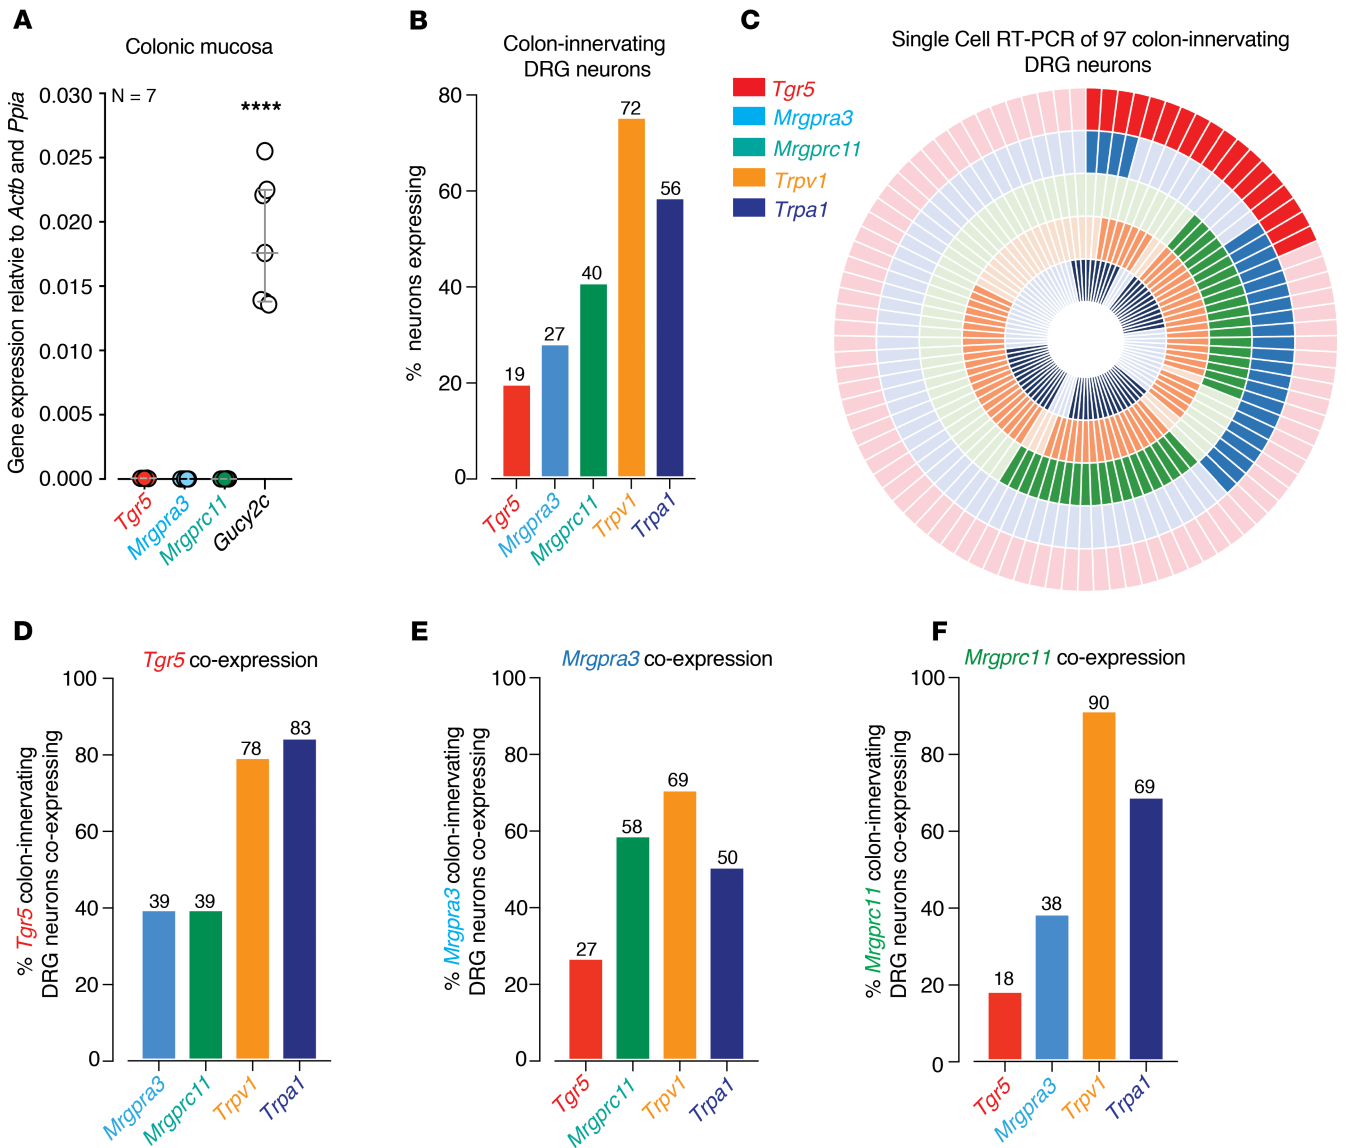 A
Colonic mucosa
N = 7
****
Gene expression relatvie to Actb and Ppia
0.030
0.025
0.020
0.015
0.010
0.005
0.000
Tgr5
Mrgpra3
Mrgprc11
Gucy2c
B
Colon-innervating
DRG neurons
% neurons expressing
80
60
40
20
0
19
27
40
72
56
Tgr5
Mrgpra3
Mrgprc11
Trpv1
Trpa1
C
Single Cell RT-PCR of 97 colon-innervating
DRG neurons
Tgr5
Mrgpra3
Mrgprc11
Trpv1
Trpa1
D
Tgr5 co-expression
% Tgr5 colon-innervating
DRG neurons co-expressing
100
80
60
40
20
0
39
39
78
83
Mrgpra3
Mrgprc11
Trpv1
Trpa1
E
Mrgpra3 co-expression
% Mrgpra3 colon-innervating
DRG neurons co-expressing
100
80
60
40
20
0
27
58
69
50
Tgr5
Mrgprc11
Trpv1
Trpa1
F
Mrgprc11 co-expression
% Mrgprc11 colon-innervating
DRG neurons co-expressing
100
80
60
40
20
0
18
38
90
69
Tgr5
Mrgpra3
Trpv1
Trpa1